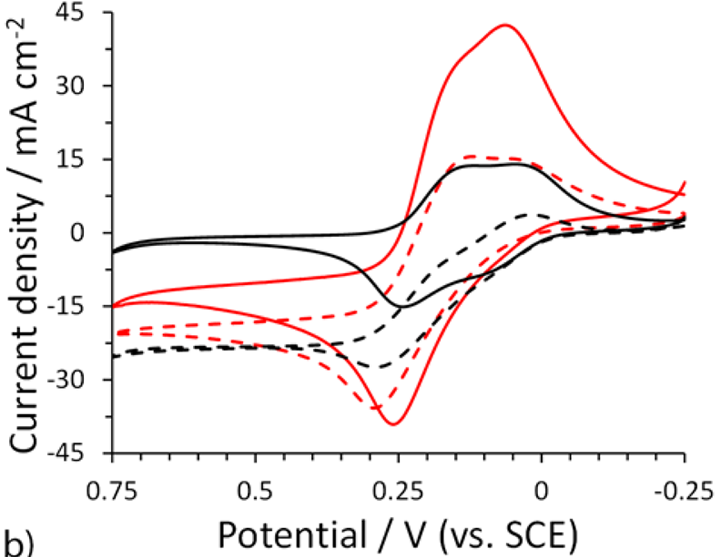 Current density / mA cm⁻²
45
30
15
0
-15
-30
-45
0.75 0.5 0.25 0 -0.25
Potential / V (vs. SCE)
b)